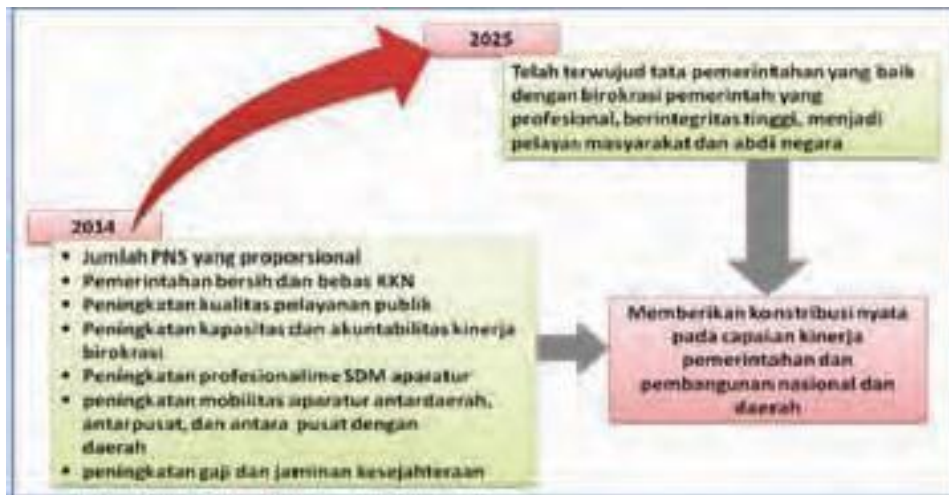 2025
Telah terwujud tata pemerintahan yang baik
dengan birokrasi pemerintah yang
profesional, berintegritas tinggi, menjadi
pelayan masyarakat dan abdi negara
2014
• Jumlah PNS yang proporsional
• Pemerintahan bersih dan bebas KKN
• Peningkatan kualitas pelayanan publik
• Peningkatan kapasitas dan akuntabilitas kinerja
birokrasi
• Peningkatan profesionalime SDM aparatur
• peningkatan mobilitas aparatur antardaerah,
antarpusat, dan antara pusat dengan
daerah
• peningkatan gaji dan jaminan kesejahteraan
Memberikan konstribusi nyata
pada capaian kinerja
pemerintahan dan
pembangunan nasional dan
daerah